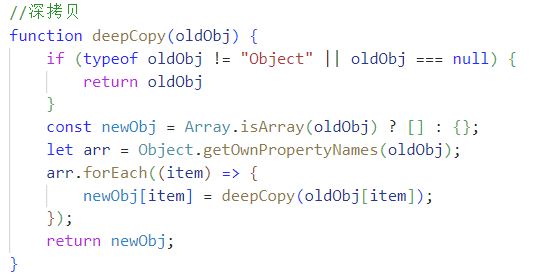 //深拷贝
function deepCopy(oldObj) {
    if (typeof oldObj != "Object" || oldObj === null) {
        return oldObj
    }
    const newObj = Array.isArray(oldObj) ? [] : {};
    let arr = Object.getOwnPropertyNames(oldObj);
    arr.forEach((item) => {
        newObj[item] = deepCopy(oldObj[item]);
    });
    return newObj;
}